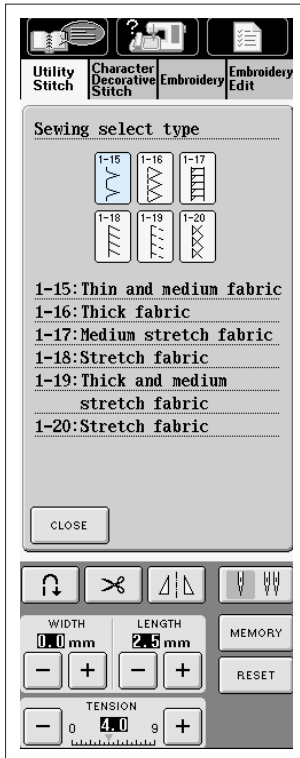 Utility
Stitch
Character
Decorative
Stitch
Embroidery
Embroidery
Edit
Sewing select type
1-15 1-16 1-17
1-18 1-19 1-20
1-15:Thin and medium fabric
1-16:Thick fabric
1-17:Medium stretch fabric
1-18:Stretch fabric
1-19:Thick and medium
stretch fabric
1-20:Stretch fabric
CLOSE
WIDTH LENGTH
0.0 mm 2.5 mm
MEMORY
- + - +
RESET
TENSION
- 0 4.0 9 +